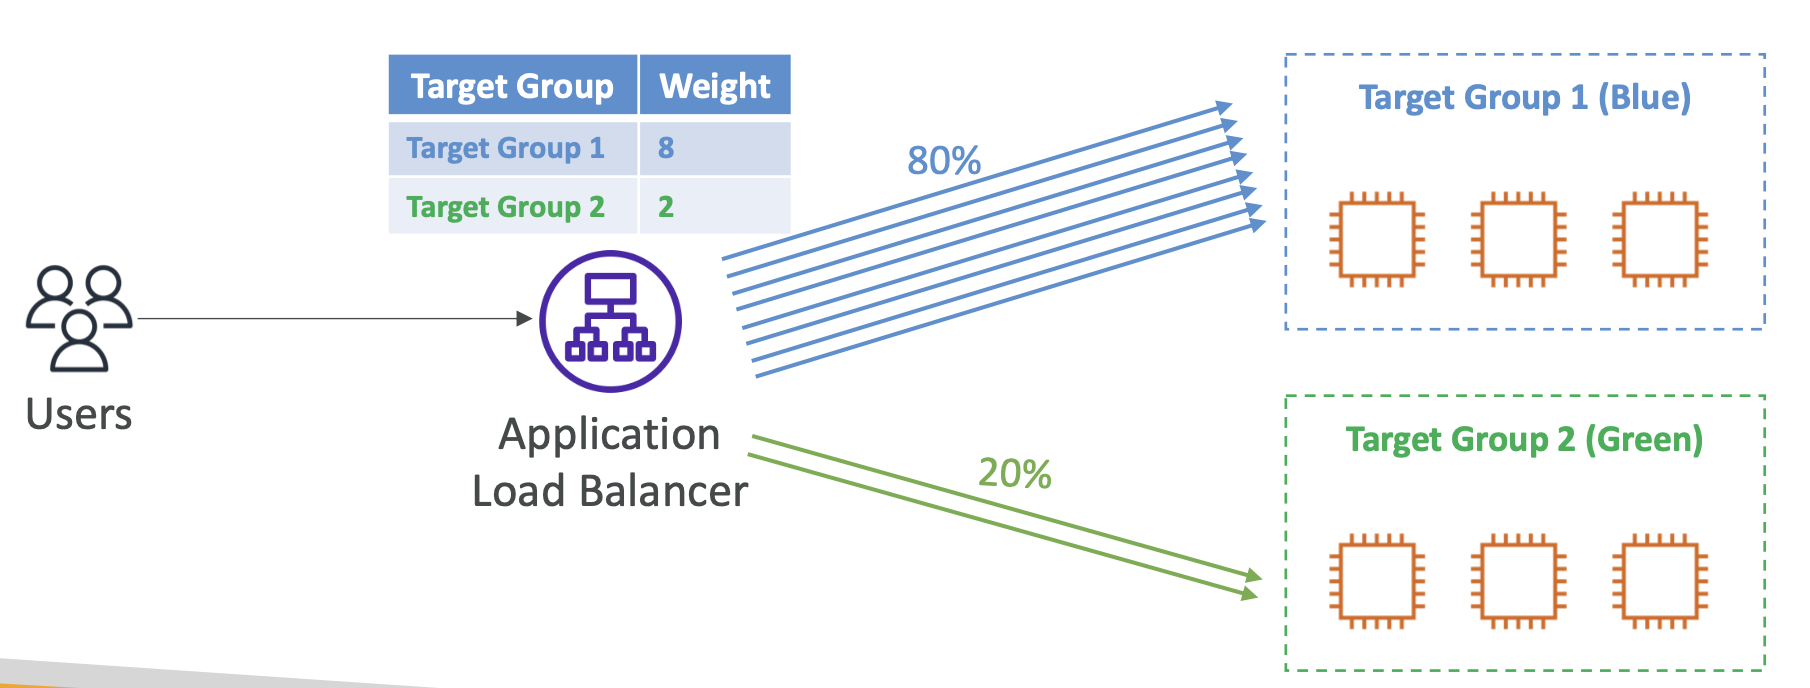 Target Group Weight
Target Group 1 8
Target Group 2 2
80%
Target Group 1 (Blue)
Users
Application
Load Balancer
20%
Target Group 2 (Green)